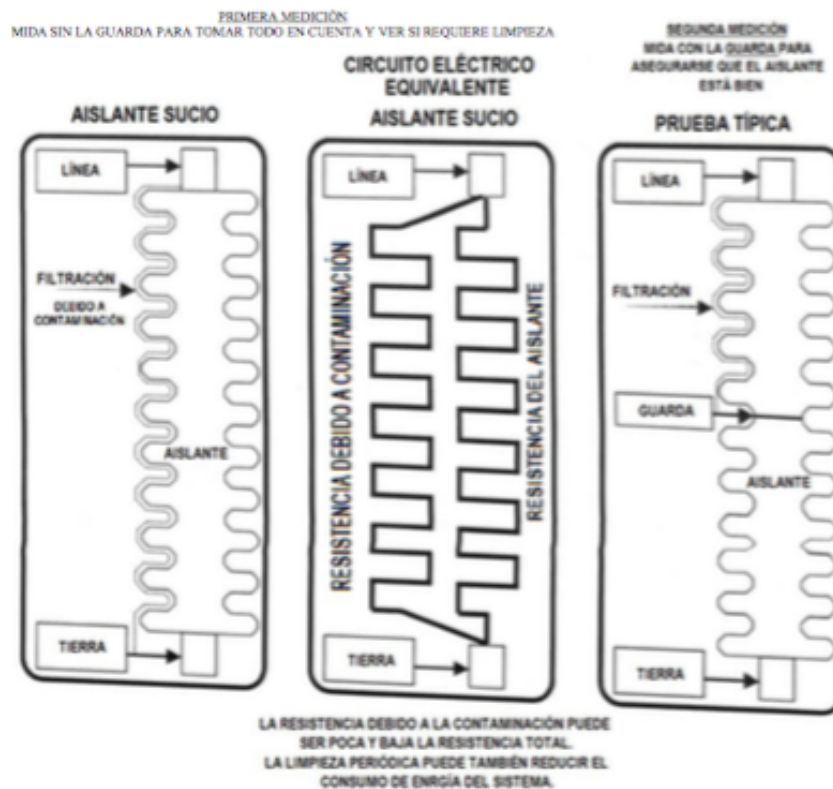 PRIMERA MEDICIÓN
MIDA SIN LA GUARDA PARA TOMAR TODO EN CUENTA Y VER SI REQUIERE LIMPIEZA
AISLANTE SUCIO
LÍNEA
FILTRACIÓN
DEBIDO A
CONTAMINACIÓN
AISLANTE
TIERRA
CIRCUITO ELÉCTRICO
EQUIVALENTE
AISLANTE SUCIO
LÍNEA
RESISTENCIA DEBIDO A CONTAMINACIÓN
RESISTENCIA DEL AISLANTE
TIERRA
SEGUNDA MEDICIÓN
MIDA CON LA GUARDA PARA
ASEGURARSE QUE EL AISLANTE
ESTÀ BIEN
PRUEBA TÍPICA
LÍNEA
FILTRACIÓN
GUARDA
AISLANTE
TIERRA
LA RESISTENCIA DEBIDO A LA CONTAMINACIÓN PUEDE
SER POCA Y BAJA LA RESISTENCIA TOTAL.
LA LIMPIEZA PERIÓDICA PUEDE TAMBIÉN REDUCIR EL
CONSUMO DE ENRGÍA DEL SISTEMA.